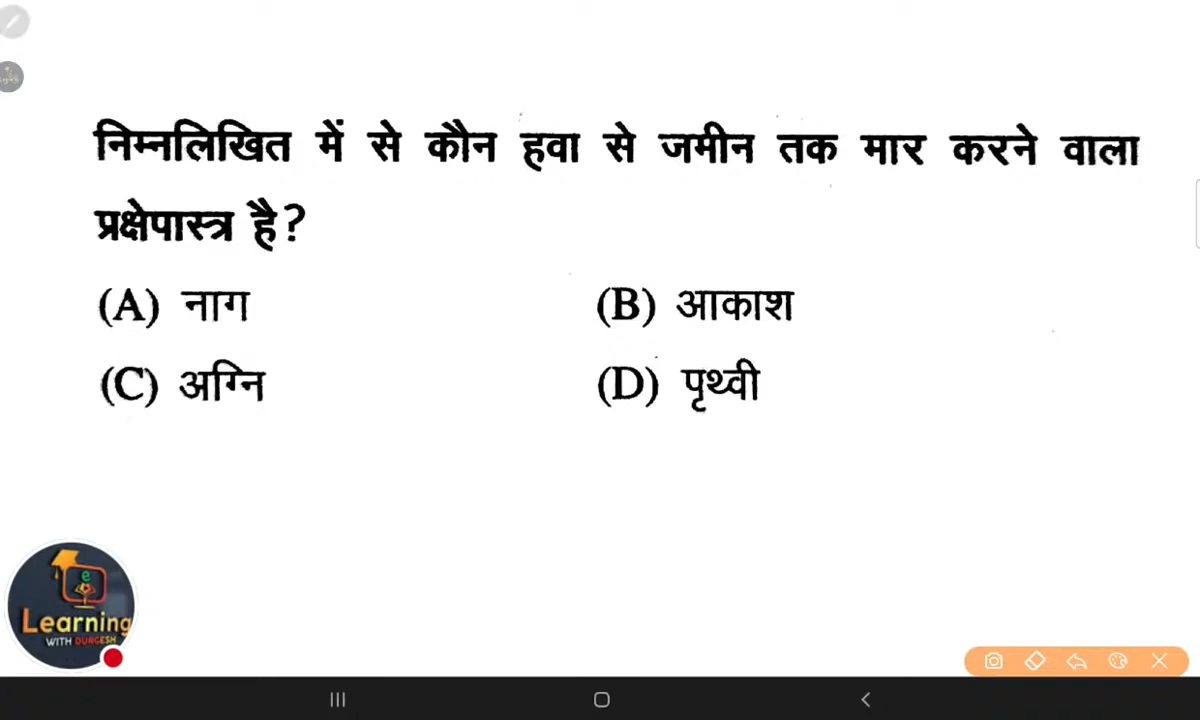 निम्नलिखित में से कौन हवा से जमीन तक मार करने वाला
प्रक्षेपास्त्र है?
(A) नाग (B) आकाश
(C) अग्नि (D) पृथ्वी
e
Learning
WITH DURGESH